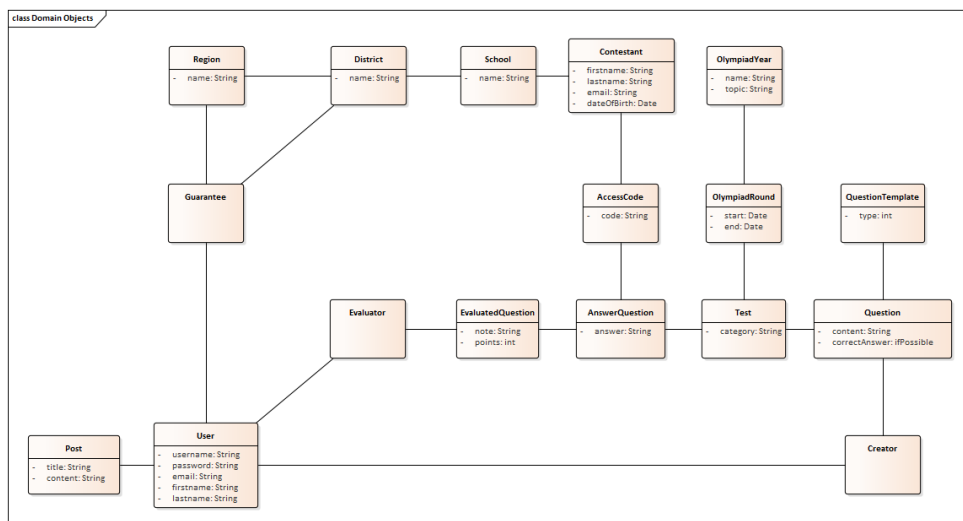 class Domain Objects
Region
- name: String
District
- name: String
School
- name: String
Contestant
- firstname: String
- lastname: String
- email: String
- dateOfBirth: Date
OlympiadYear
- name: String
- topic: String
Guarantee
AccessCode
- code: String
OlympiadRound
- start: Date
- end: Date
QuestionTemplate
- type: int
Evaluator
EvaluatedQuestion
- note: String
- points: int
AnswerQuestion
- answer: String
Test
- category: String
Question
- content: String
- correctAnswer: ifPossible
Post
- title: String
- content: String
User
- username: String
- password: String
- email: String
- firstname: String
- lastname: String
Creator